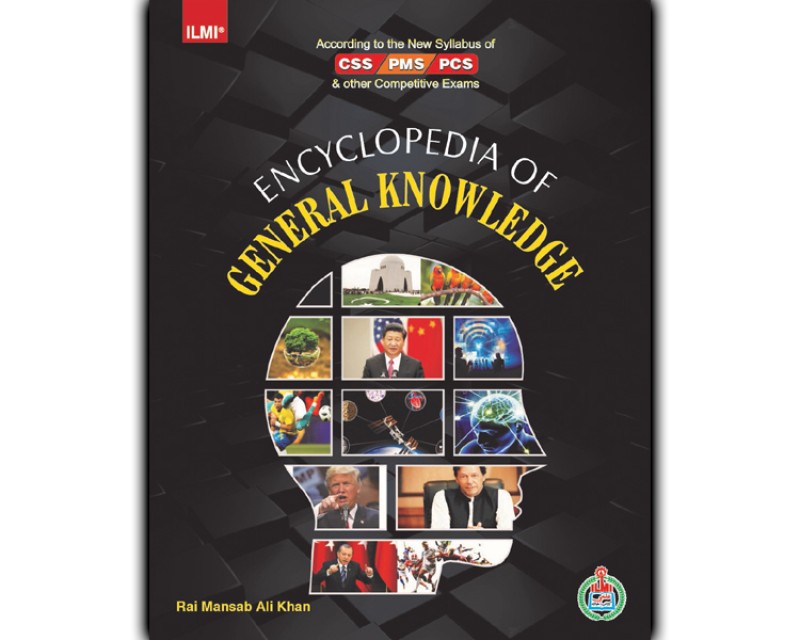 ILMI®
According to the New Syllabus of
CSS / PMS / PCS
& other Competitive Exams
ENCYCLOPEDIA OF
GENERAL KNOWLEDGE
Rai Mansab Ali Khan